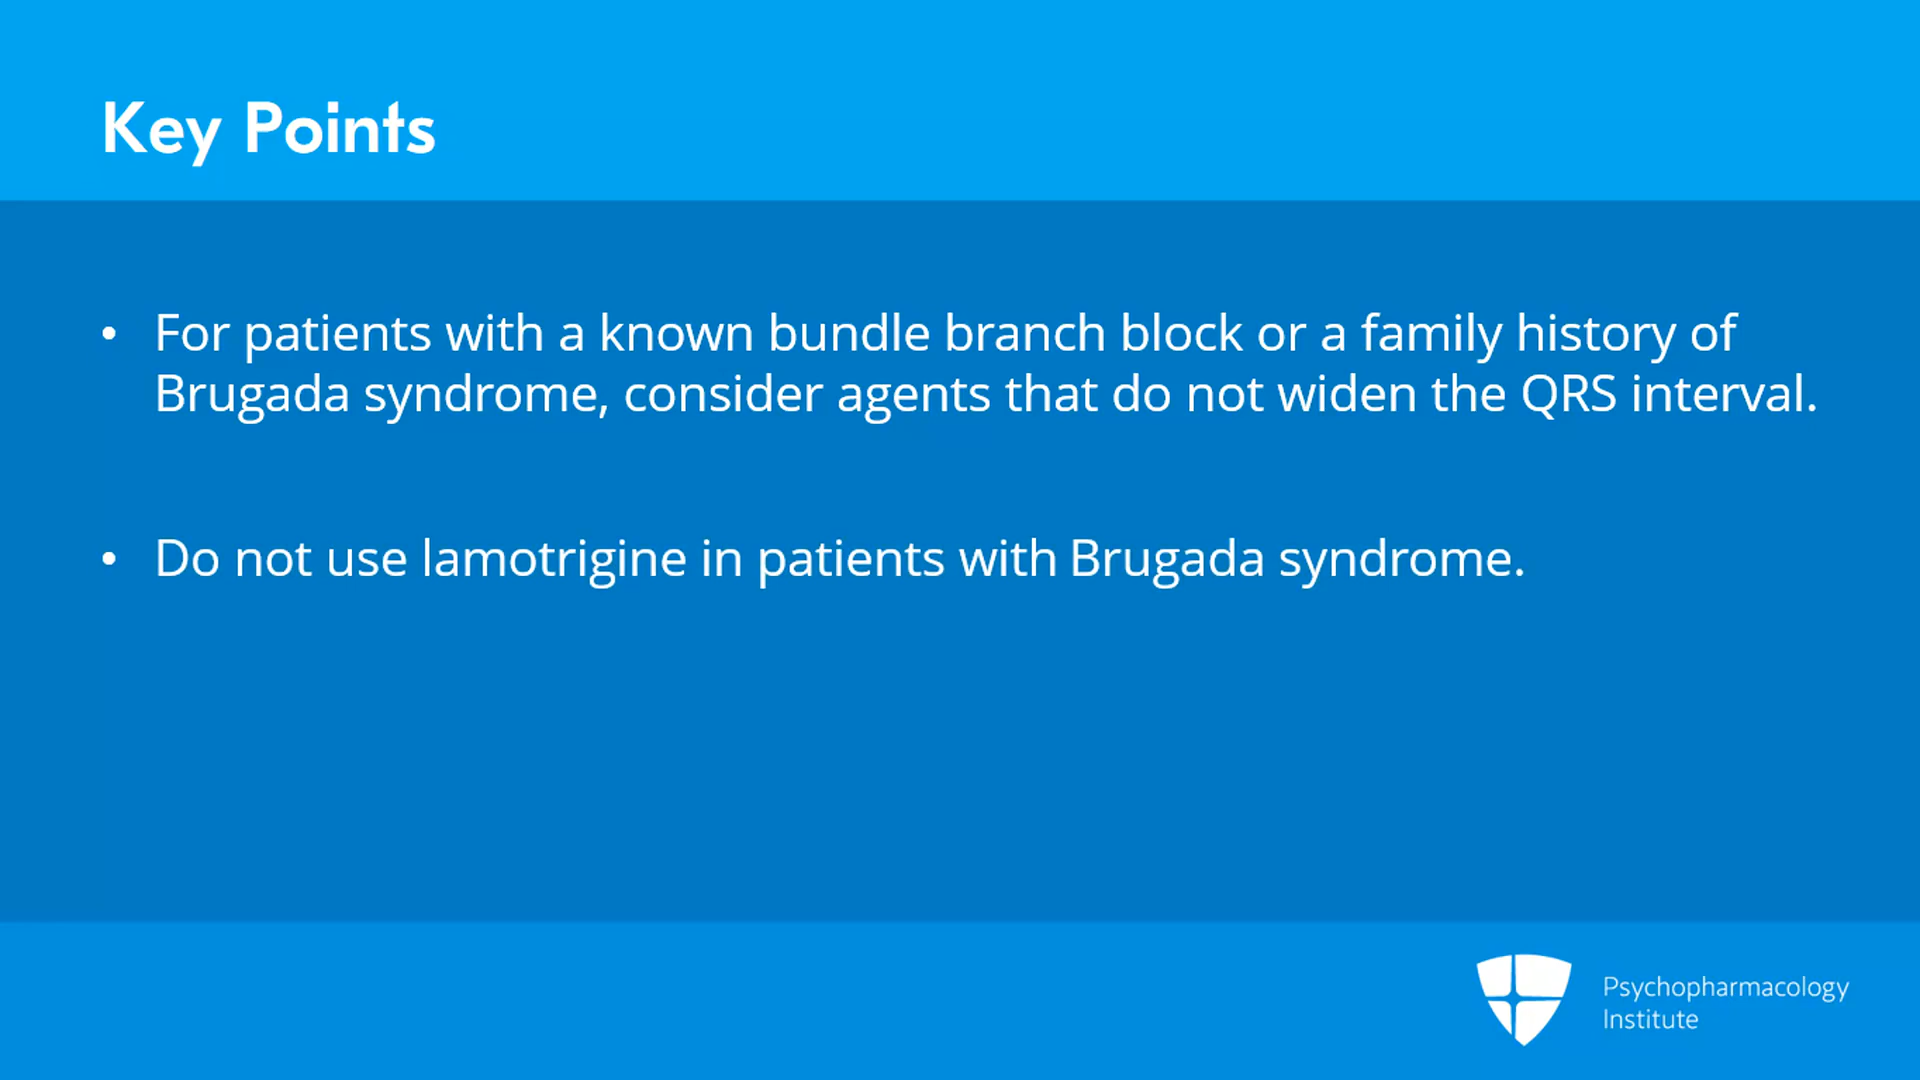 Key Points
• For patients with a known bundle branch block or a family history of
Brugada syndrome, consider agents that do not widen the QRS interval.
• Do not use lamotrigine in patients with Brugada syndrome.
Psychopharmacology
Institute